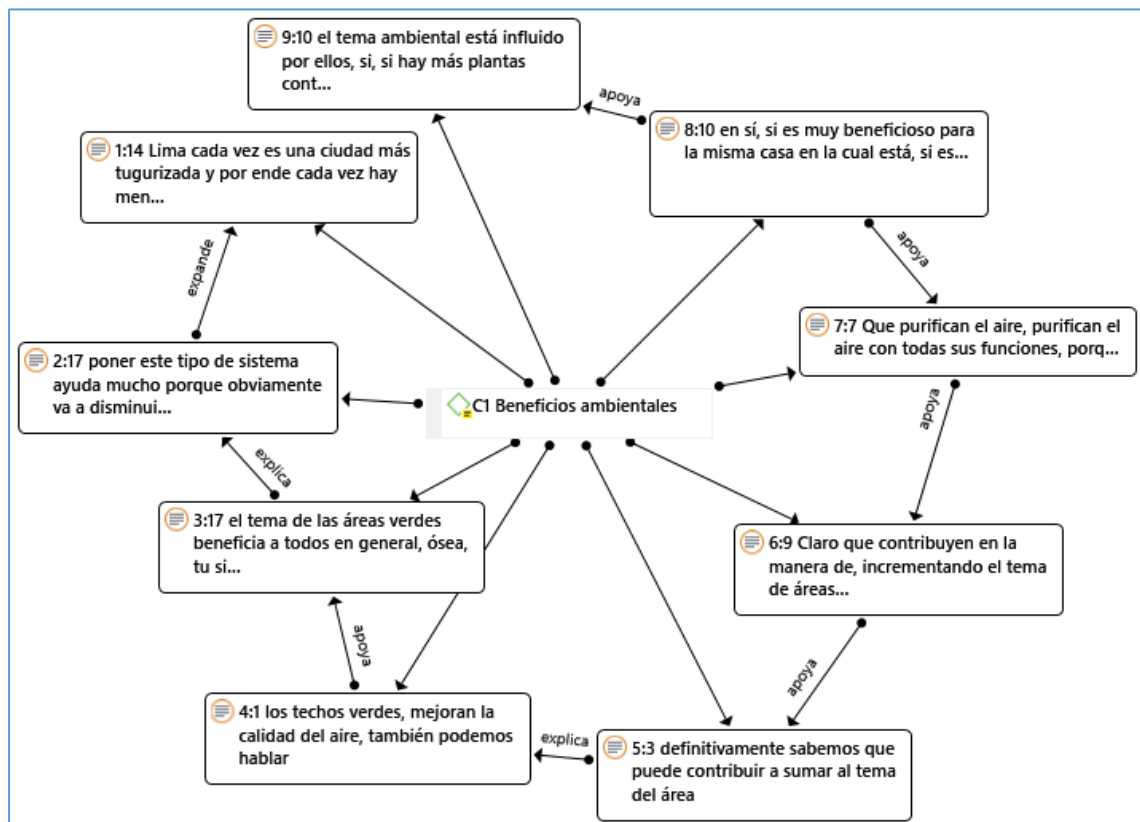 9:10 el tema ambiental está influido
por ellos, si, si hay más plantas
cont...
apoya
8:10 en sí, si es muy beneficioso para
la misma casa en la cual está, si es...
1:14 Lima cada vez es una ciudad más
tugurizada y por ende cada vez hay
men...
apoya
expande
7:7 Que purifican el aire, purifican el
aire con todas sus funciones, porq...
2:17 poner este tipo de sistema
ayuda mucho porque obviamente
va a disminui...
C1 Beneficios ambientales
apoya
explica
3:17 el tema de las áreas verdes
beneficia a todos en general, ósea,
tu si...
6:9 Claro que contribuyen en la
manera de, incrementando el tema
de áreas...
apoya
apoya
4:1 los techos verdes, mejoran la
calidad del aire, también podemos
hablar
explica
5:3 definitivamente sabemos que
puede contribuir a sumar al tema
del área